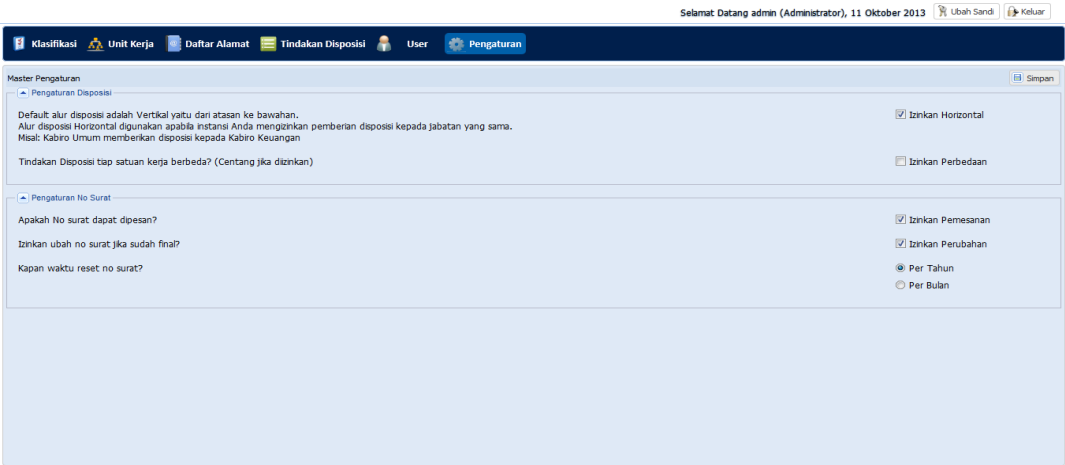 Selamat Datang admin (Administrator), 11 Oktober 2013 Ubah Sandi Keluar
Klasifikasi Unit Kerja Daftar Alamat Tindakan Disposisi User Pengaturan
Master Pengaturan Simpan
Pengaturan Disposisi
Default alur disposisi adalah Vertikal yaitu dari atasan ke bawahan. Izinkan Horizontal
Alur disposisi Horizontal digunakan apabila instansi Anda mengizinkan pemberian disposisi kepada jabatan yang sama.
Misal: Kabiro Umum memberikan disposisi kepada Kabiro Keuangan
Tindakan Disposisi tiap satuan kerja berbeda? (Centang jika diizinkan) Izinkan Perbedaan
Pengaturan No Surat
Apakah No surat dapat dipesan? Izinkan Pemesanan
Izinkan ubah no surat jika sudah final? Izinkan Perubahan
Kapan waktu reset no surat? Per Tahun
Per Bulan